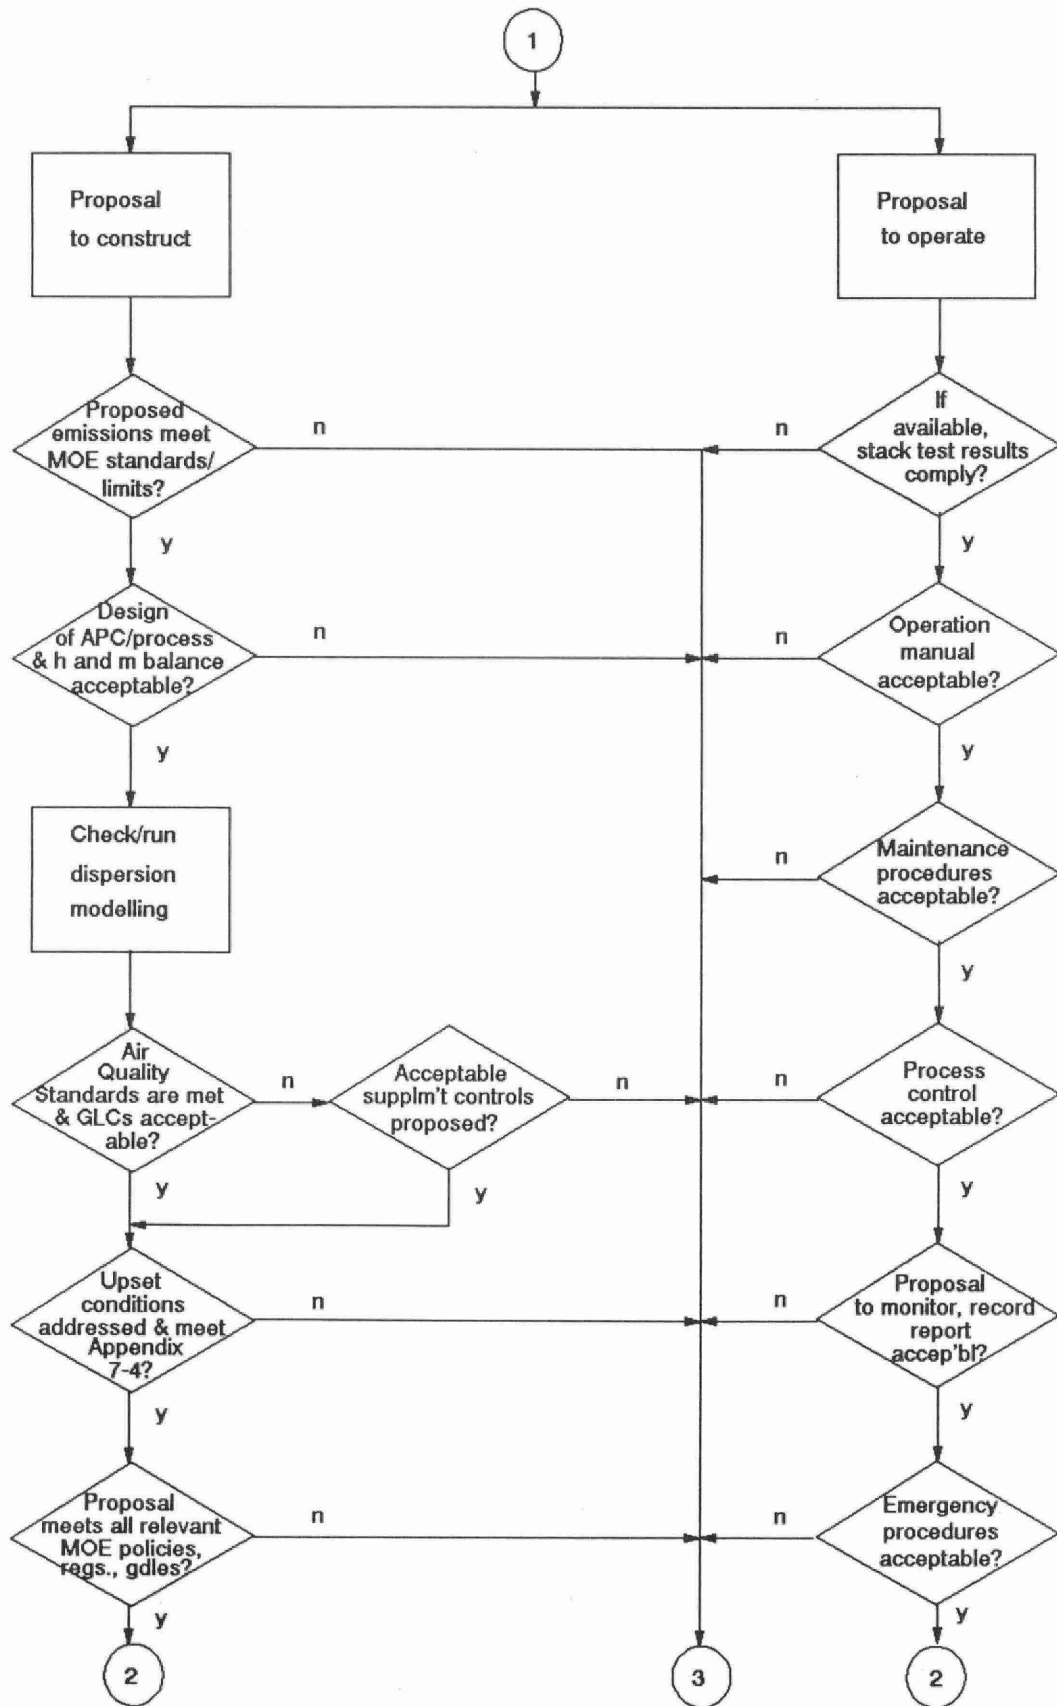 1
Proposal
to construct
Proposal
to operate
Proposed
emissions meet
MOE standards/
limits?
n
y
If
available,
stack test results
comply?
n
y
Design
of APC/process
& h and m balance
acceptable?
n
y
Operation
manual
acceptable?
n
y
Check/run
dispersion
modelling
Maintenance
procedures
acceptable?
n
y
Air
Quality
Standards are met
& GLCs accept-
able?
n
y
Acceptable
supplm't controls
proposed?
n
y
Process
control
acceptable?
n
y
Upset
conditions
addressed & meet
Appendix
7-4?
n
y
Proposal
to monitor, record
report
accep'bl?
n
y
Proposal
meets all relevant
MOE policies,
regs., gdles?
n
y
Emergency
procedures
acceptable?
n
y
2
3
2